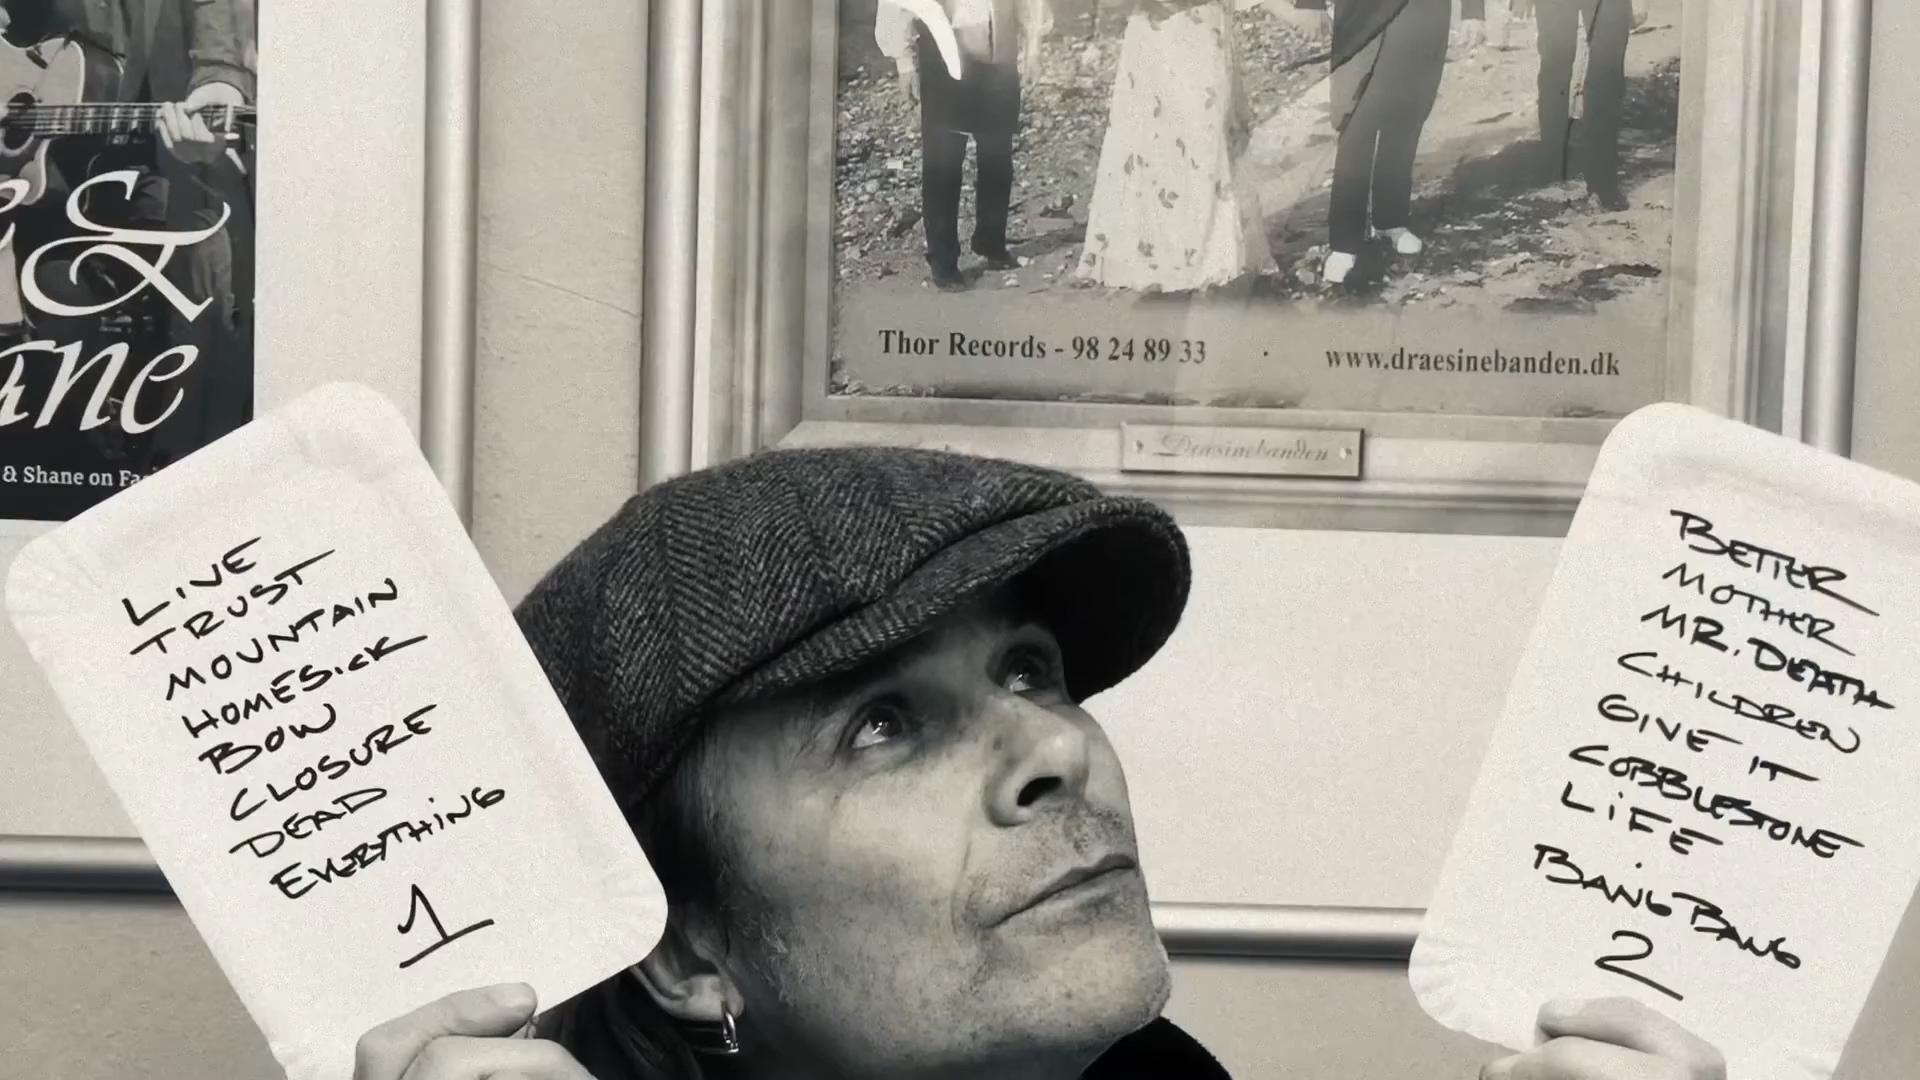 &
& Shane on
Thor Records - 98 24 89 33 · www.draesinebanden.dk
Draesinebanden
LIVE
TRUST
MOUNTAIN
HOMESICK
BOW
CLOSURE
DEAD
EVERYTHING
1
BETTER
MOTHER
MR. DEATH
CHILDREN
GIVE IT
COBBLESTONE
LiFE
BANG BANG
2